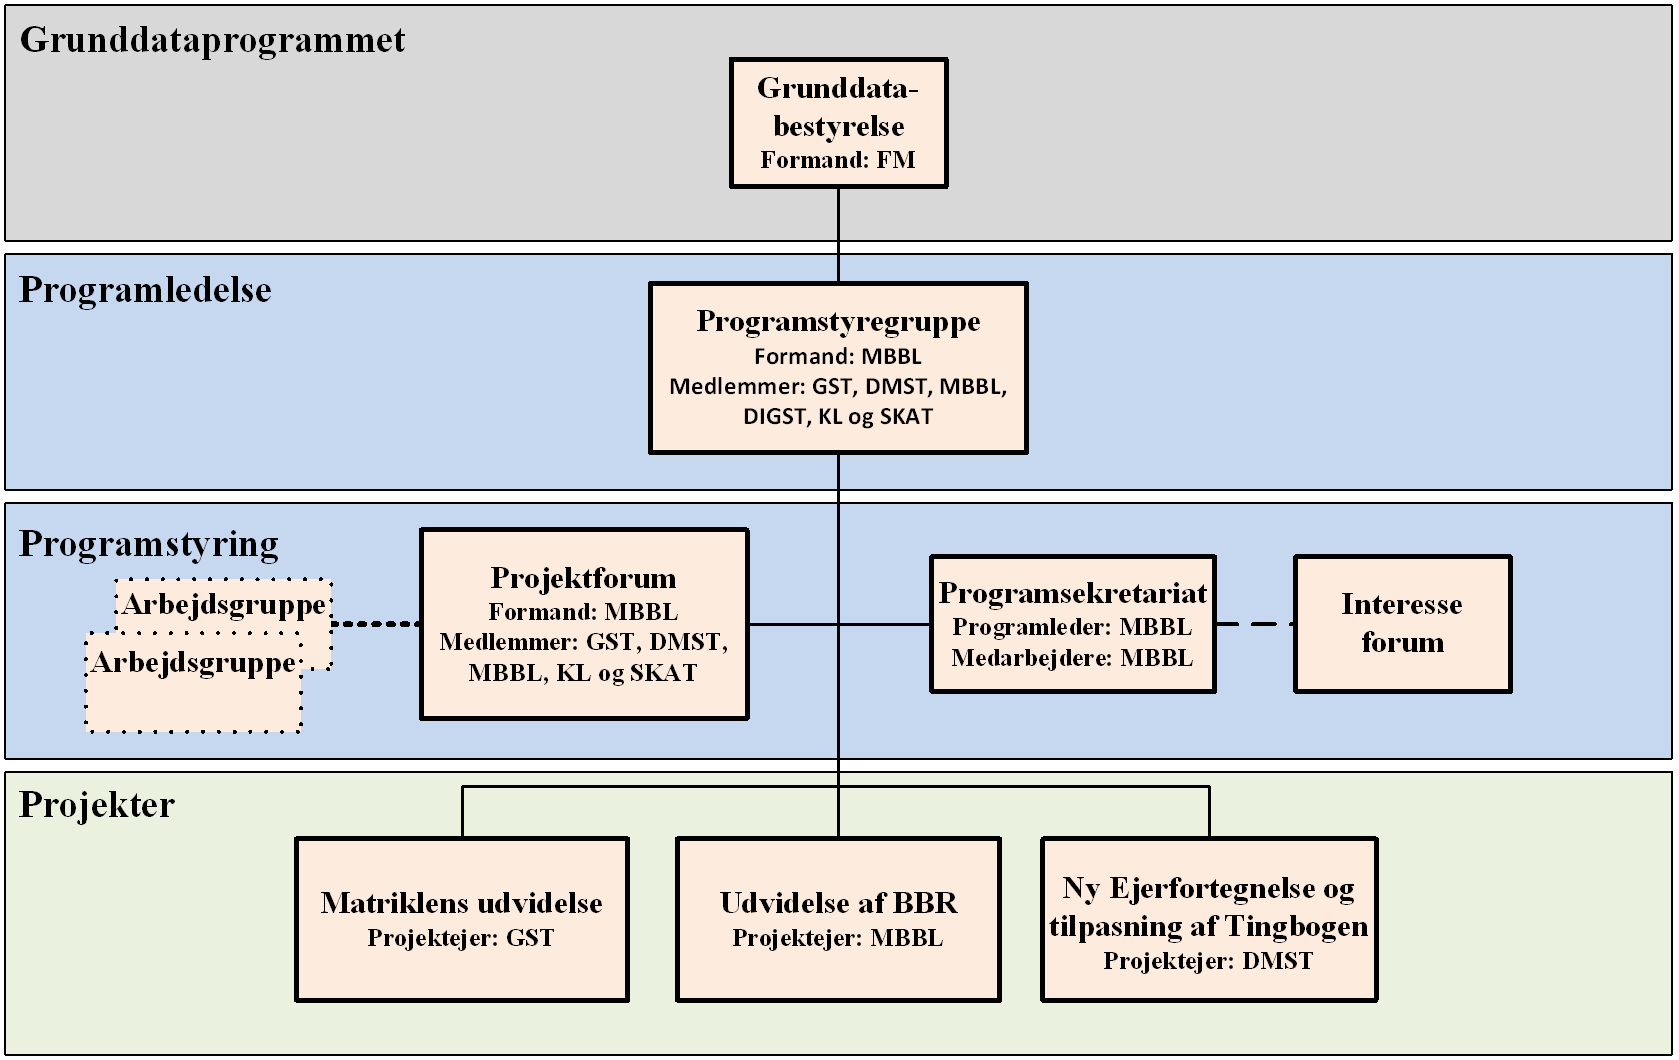 Grunddataprogrammet
Grunddata-
bestyrelse
Formand: FM
Programledelse
Programstyregruppe
Formand: MBBL
Medlemmer: GST, DMST, MBBL,
DIGST, KL og SKAT
Programstyring
Arbejdsgruppe
Arbejdsgruppe
Projektforum
Formand: MBBL
Medlemmer: GST, DMST,
MBBL, KL og SKAT
Programsekretariat
Programleder: MBBL
Medarbejdere: MBBL
Interesse
forum
Projekter
Matriklens udvidelse
Projektejer: GST
Udvidelse af BBR
Projektejer: MBBL
Ny Ejerfortegnelse og
tilpasning af Tingbogen
Projektejer: DMST